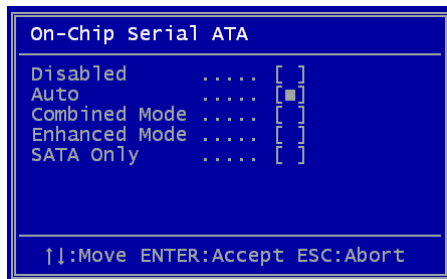 On-Chip Serial ATA
Disabled ..... [ ]
Auto ..... [■]
Combined Mode ..... [ ]
Enhanced Mode ..... [ ]
SATA Only ..... [ ]
↑↓:Move ENTER:Accept ESC:Abort